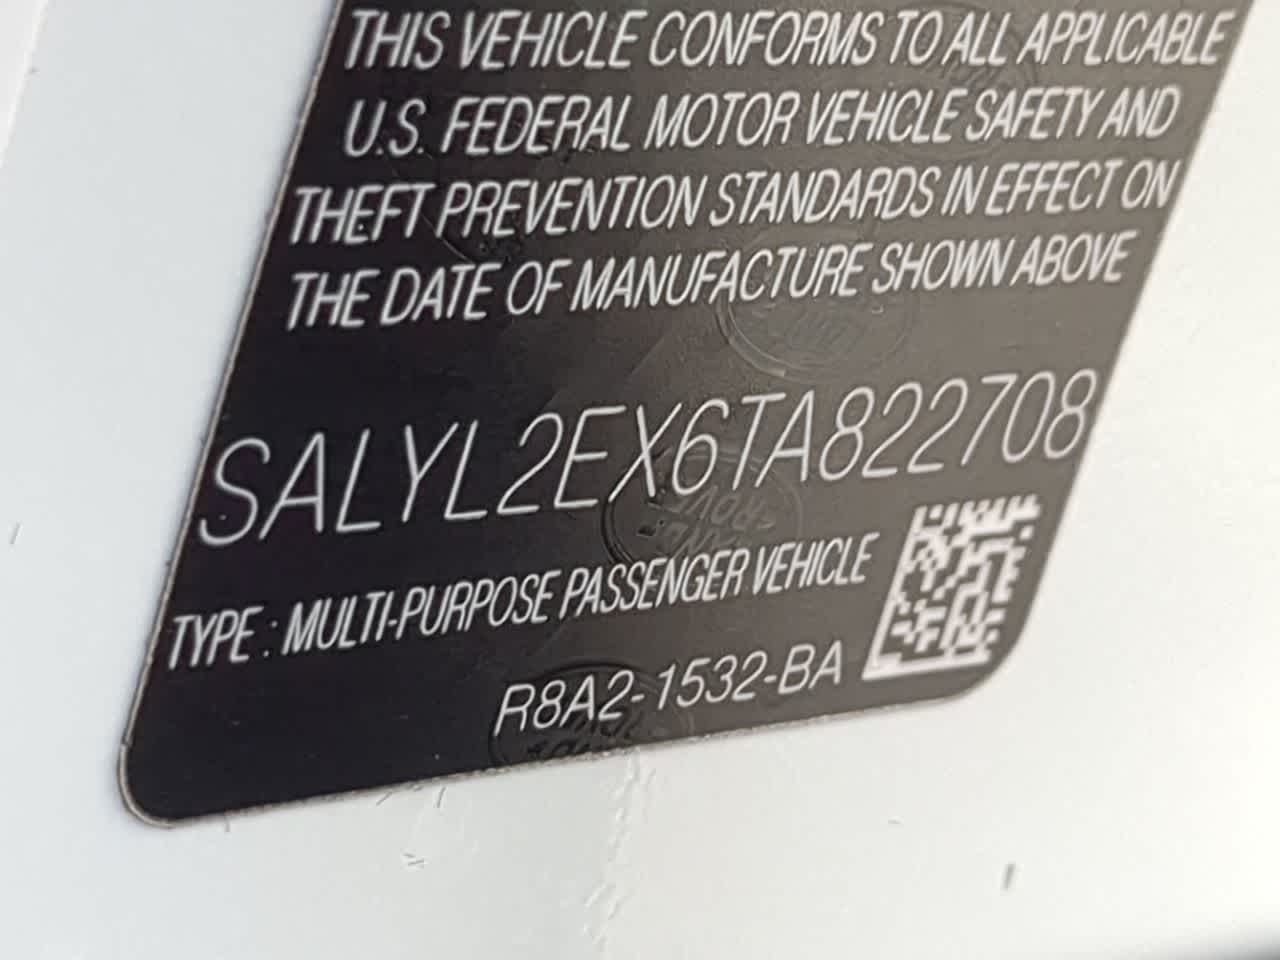 THIS VEHICLE CONFORMS TO ALL APPLICABLE
U.S. FEDERAL MOTOR VEHICLE SAFETY AND
THEFT PREVENTION STANDARDS IN EFFECT ON
THE DATE OF MANUFACTURE SHOWN ABOVE
SALYL2EX6TA822708
TYPE : MULTI-PURPOSE PASSENGER VEHICLE
R8A2-1532-BA